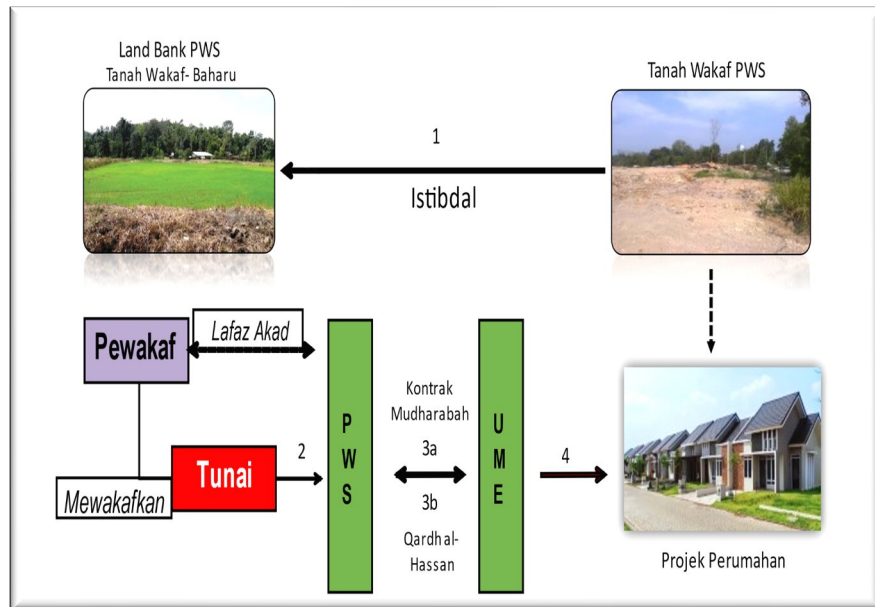 Land Bank PWS
Tanah Wakaf- Baharu
Tanah Wakaf PWS
1
Istibdal
Pewakaf
Lafaz Akad
Mewakafkan
Tunai
2
P
W
S
Kontrak
Mudharabah
3a
3b
Qardh al-
Hassan
U
M
E
4
Projek Perumahan